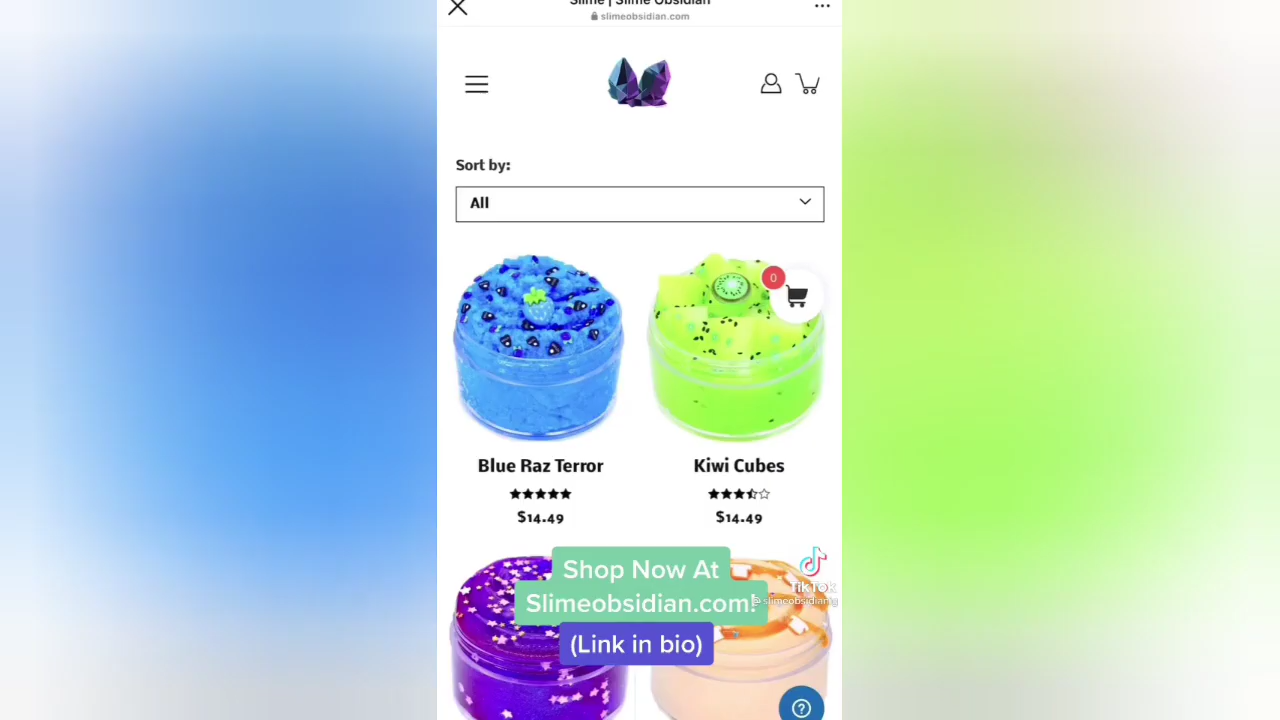 Slime | Slime Obsidian
slimeobsidian.com
Sort by:
All
0
Blue Raz Terror
Kiwi Cubes
$14.49
$14.49
Shop Now At
Slimeobsidian.com!
(Link in bio)
TikTok
@slimeobsidiang
?